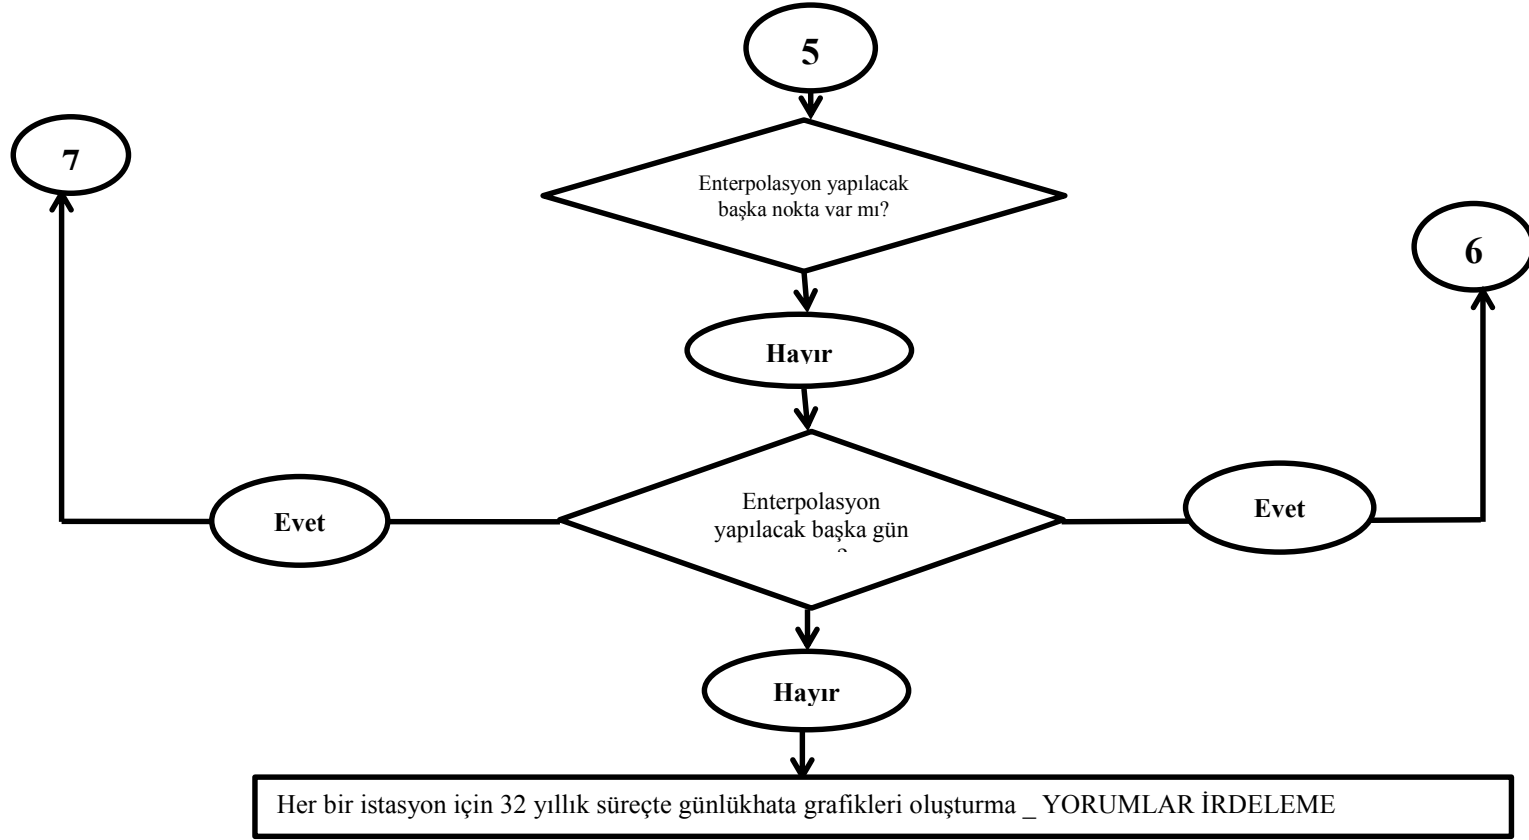 5
7
Enterpolasyon yapılacak
başka nokta var mı?
6
Hayır
Enterpolasyon
yapılacak başka gün
Evet
Evet
Hayır
Her bir istasyon için 32 yıllık süreçte günlükhata grafikleri oluşturma _ YORUMLAR İRDELEME